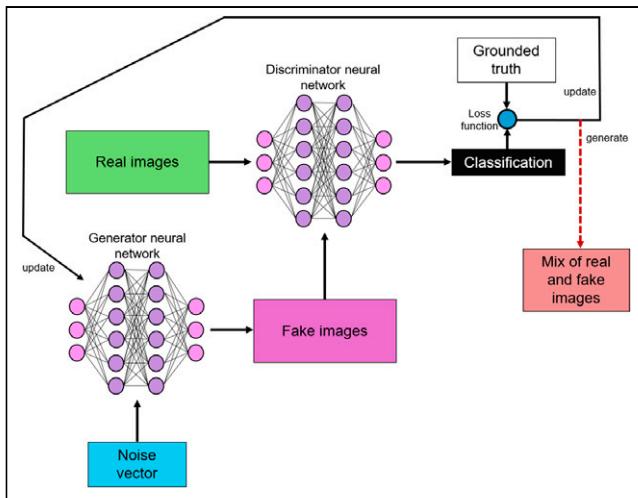 Grounded
truth
Discriminator neural
network
update
Loss
function
generate
Real images
Classification
Generator neural
network
update
Mix of real
and fake
images
Fake images
Noise
vector